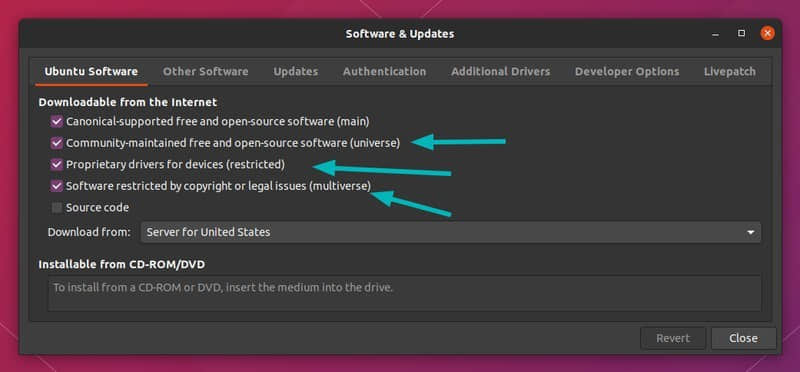 Software & Updates
Ubuntu Software Other Software Updates Authentication Additional Drivers Developer Options Livepatch
Downloadable from the Internet
Canonical-supported free and open-source software (main)
Community-maintained free and open-source software (universe)
Proprietary drivers for devices (restricted)
Software restricted by copyright or legal issues (multiverse)
Source code
Download from: Server for United States
Installable from CD-ROM/DVD
To install from a CD-ROM or DVD, insert the medium into the drive.
Revert Close